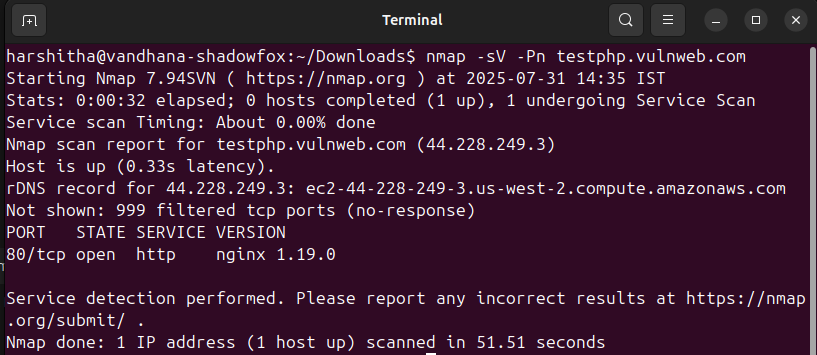 Terminal
harshitha@vandhana-shadowfox:~/Downloads$ nmap -sV -Pn testphp.vulnweb.com
Starting Nmap 7.94SVN ( https://nmap.org ) at 2025-07-31 14:35 IST
Stats: 0:00:32 elapsed; 0 hosts completed (1 up), 1 undergoing Service Scan
Service scan Timing: About 0.00% done
Nmap scan report for testphp.vulnweb.com (44.228.249.3)
Host is up (0.33s latency).
rDNS record for 44.228.249.3: ec2-44-228-249-3.us-west-2.compute.amazonaws.com
Not shown: 999 filtered tcp ports (no-response)
PORT   STATE SERVICE VERSION
80/tcp open  http    nginx 1.19.0
Service detection performed. Please report any incorrect results at https://nmap
.org/submit/ .
Nmap done: 1 IP address (1 host up) scanned in 51.51 seconds